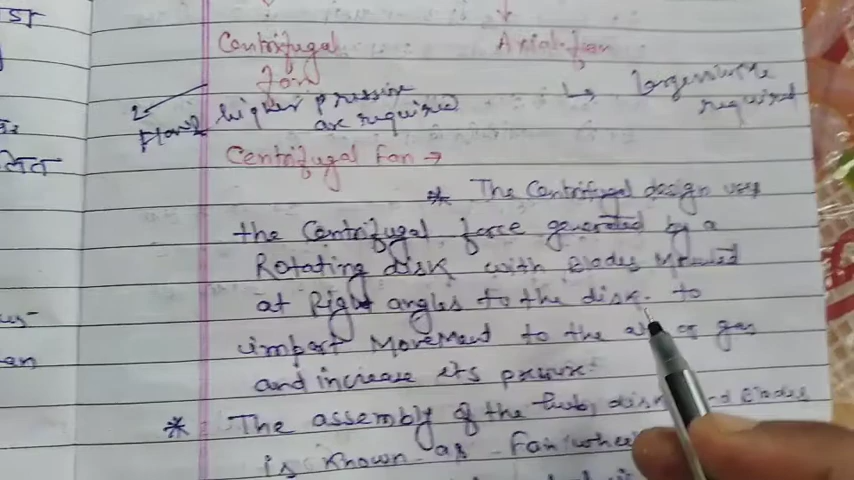 Centrifugal Axial fan
fan
higher pressure required
are required
Centrifugal Fan →
* The Centrifugal design uses
the Centrifugal force generated by a
Rotating disk with Blades Mounted
at Right angles to the disk. to
impart Movement to the air or gas
and increase its pressure.
* The assembly of the hub, disk and Blades
is known as Fan wheel